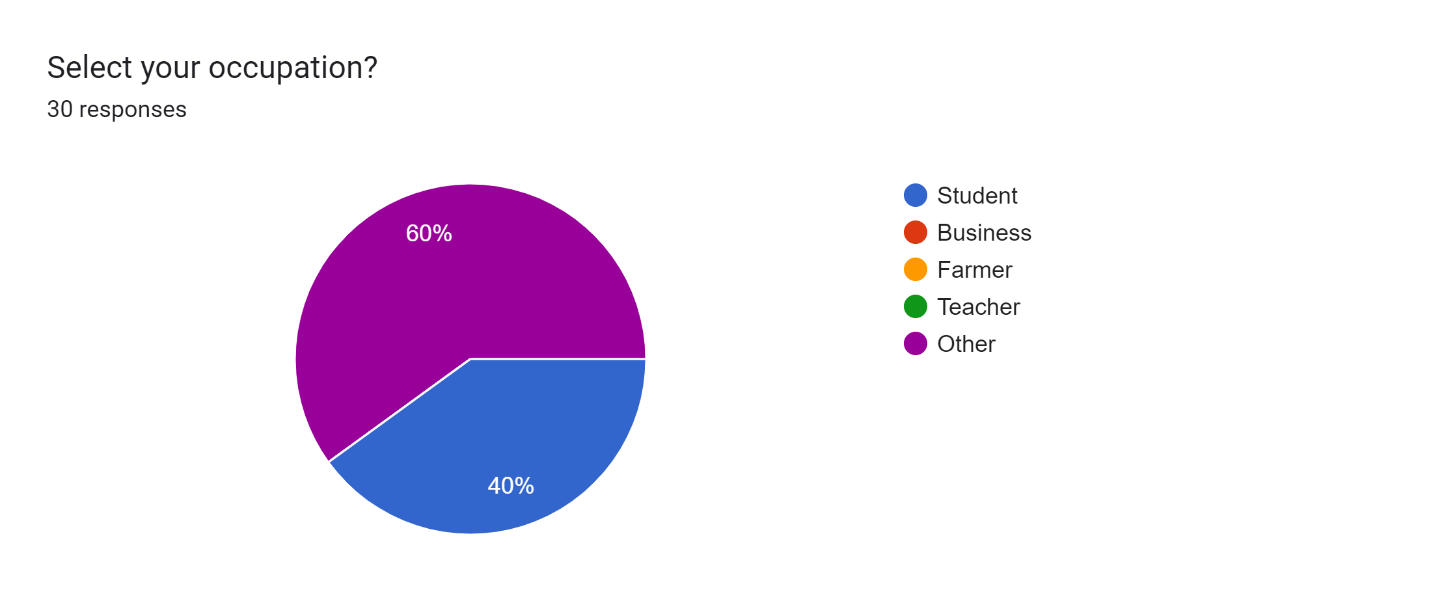 Select your occupation?
30 responses
60%
40%
Student
Business
Farmer
Teacher
Other